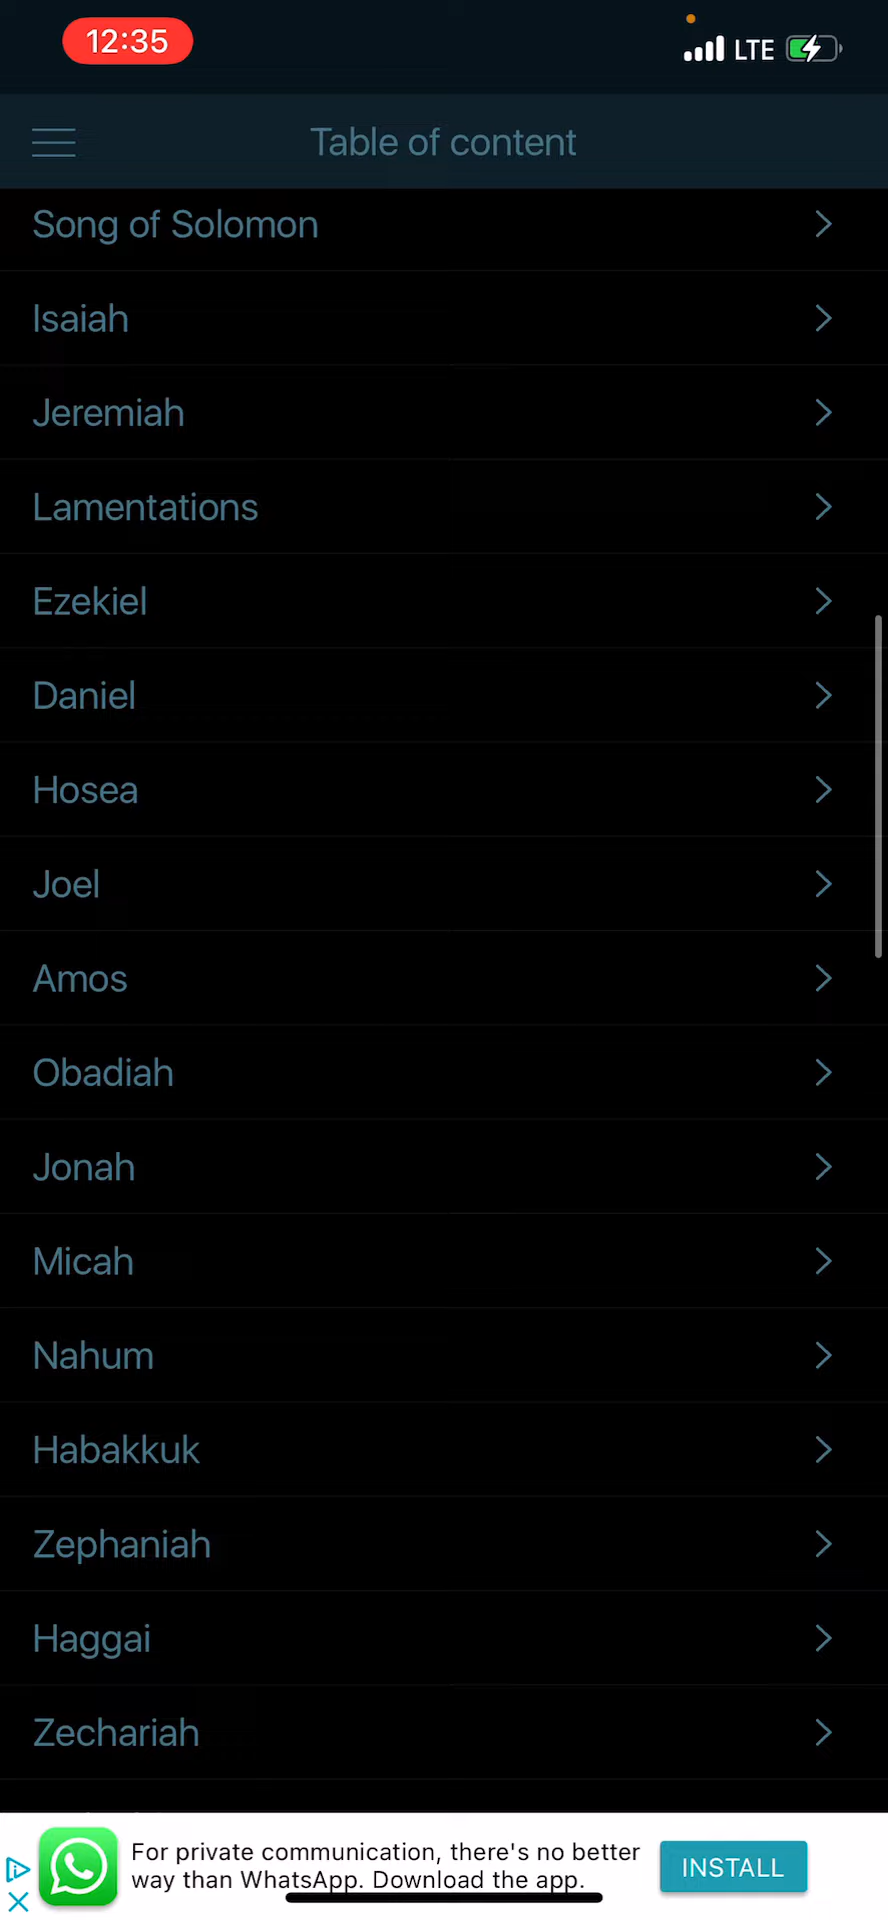 12:35
LTE
Table of content
Song of Solomon
Isaiah
Jeremiah
Lamentations
Ezekiel
Daniel
Hosea
Joel
Amos
Obadiah
Jonah
Micah
Nahum
Habakkuk
Zephaniah
Haggai
Zechariah
For private communication, there's no better
way than WhatsApp. Download the app.
INSTALL